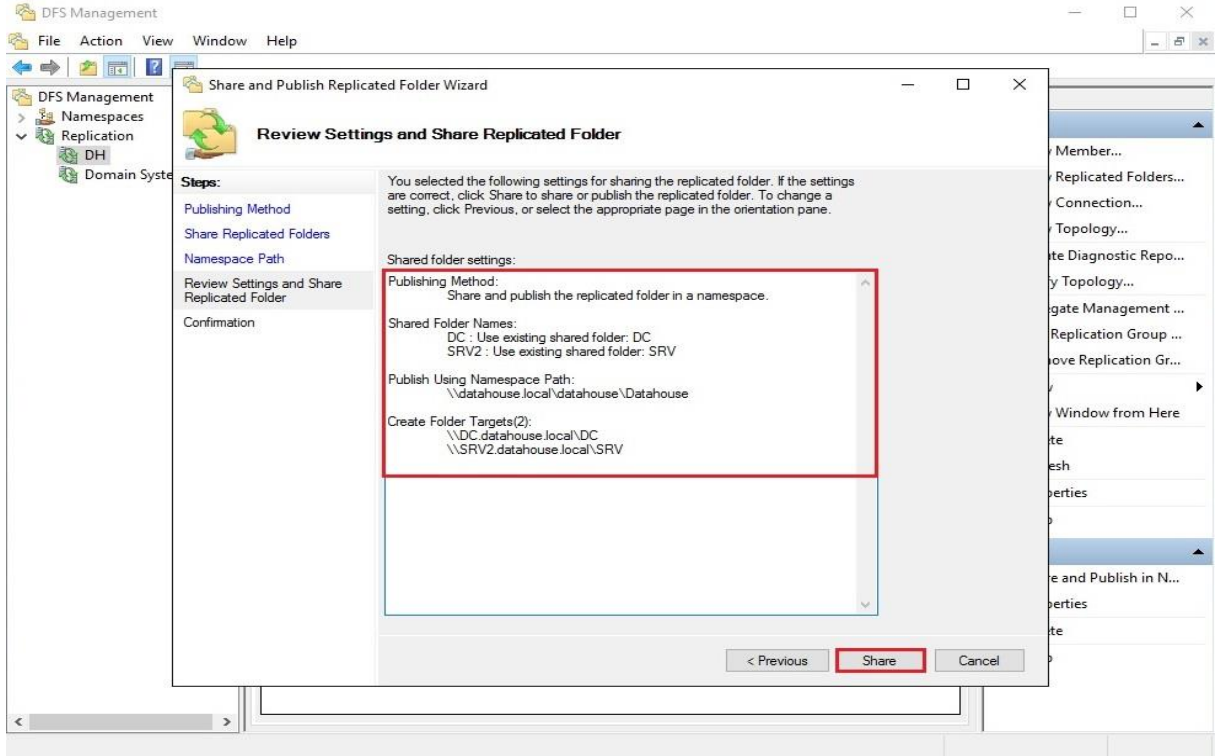 DFS Management
File Action View Window Help
DFS Management
Namespaces
Replication
DH
Domain Syste
Share and Publish Replicated Folder Wizard
Review Settings and Share Replicated Folder
Steps:
Publishing Method
Share Replicated Folders
Namespace Path
Review Settings and Share
Replicated Folder
Confirmation
You selected the following settings for sharing the replicated folder. If the settings
are correct, click Share to share or publish the replicated folder. To change a
setting, click Previous, or select the appropriate page in the orientation pane.
Shared folder settings:
Publishing Method:
Share and publish the replicated folder in a namespace.
Shared Folder Names:
DC : Use existing shared folder: DC
SRV2 : Use existing shared folder: SRV
Publish Using Namespace Path:
\\datahouse.local\datahouse\Datahouse
Create Folder Targets(2):
\\DC.datahouse.local\DC
\\SRV2.datahouse.local\SRV
< Previous Share Cancel
Member...
Replicated Folders...
Connection...
Topology...
te Diagnostic Repo...
y Topology...
gate Management ...
Replication Group ...
ove Replication Gr...
Window from Here
te
esh
perties
e and Publish in N...
perties
te